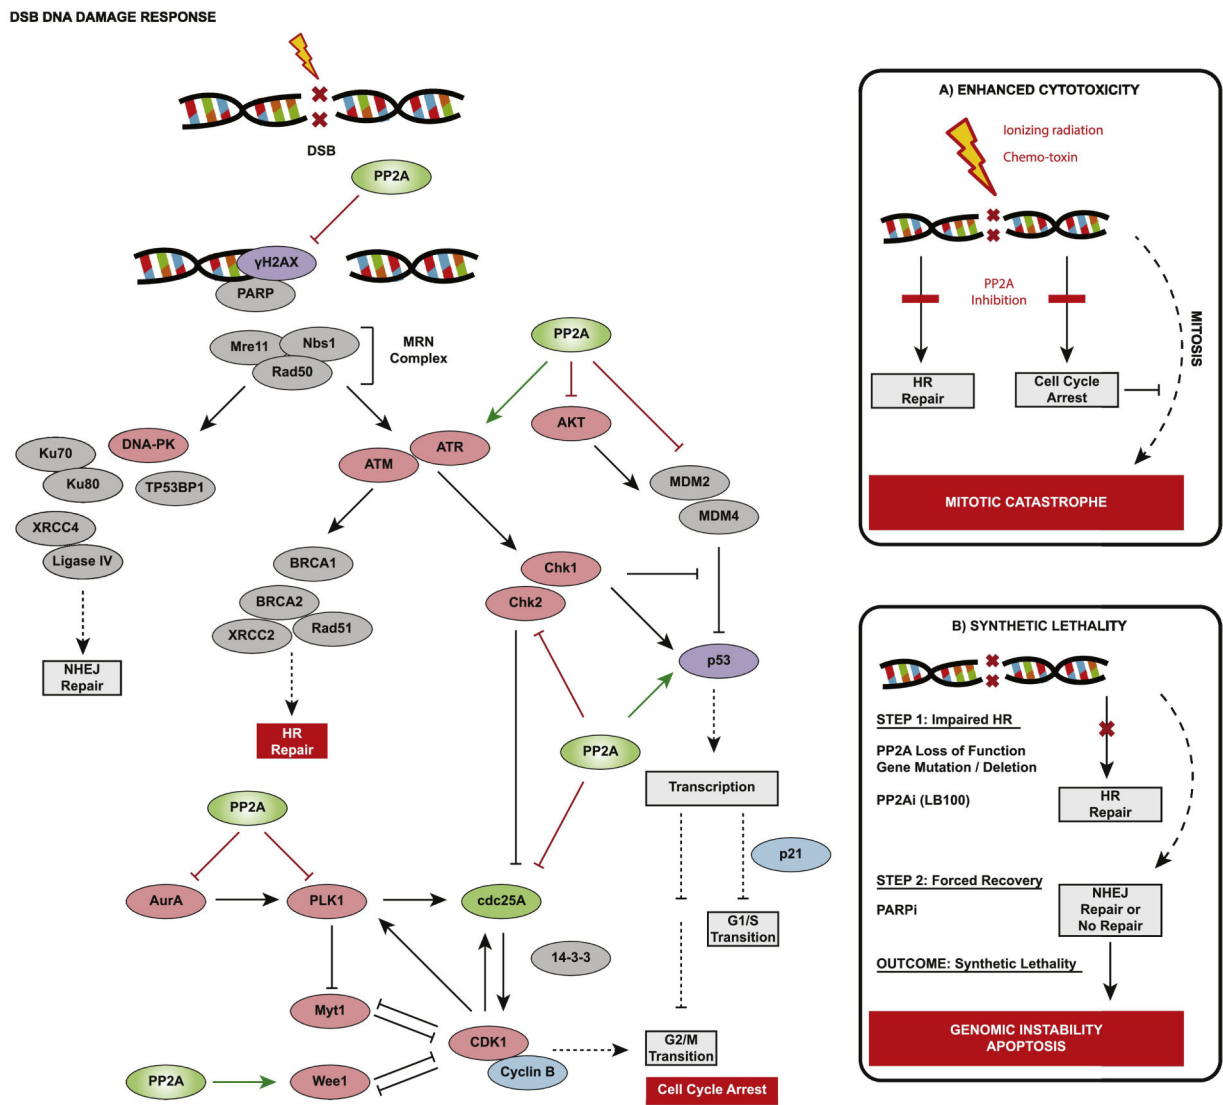 DSB DNA DAMAGE RESPONSE
DSB
PP2A
γH2AX
PARP
Mre11
Nbs1
Rad50
MRN
Complex
PP2A
AKT
ATR
ATM
MDM2
MDM4
Ku70
DNA-PK
Ku80
TP53BP1
XRCC4
Ligase IV
NHEJ
Repair
BRCA1
BRCA2
XRCC2
Rad51
HR
Repair
Chk1
Chk2
p53
PP2A
Transcription
p21
G1/S
Transition
PP2A
AurA
PLK1
cdc25A
14-3-3
Myt1
CDK1
Cyclin B
G2/M
Transition
Cell Cycle Arrest
PP2A
Wee1
A) ENHANCED CYTOTOXICITY
Ionizing radiation
Chemo-toxin
PP2A
Inhibition
MITOSIS
HR
Repair
Cell Cycle
Arrest
MITOTIC CATASTROPHE
B) SYNTHETIC LETHALITY
STEP 1: Impaired HR
PP2A Loss of Function
Gene Mutation / Deletion
PP2Ai (LB100)
HR
Repair
STEP 2: Forced Recovery
PARPi
NHEJ
Repair or
No Repair
OUTCOME: Synthetic Lethality
GENOMIC INSTABILITY
APOPTOSIS